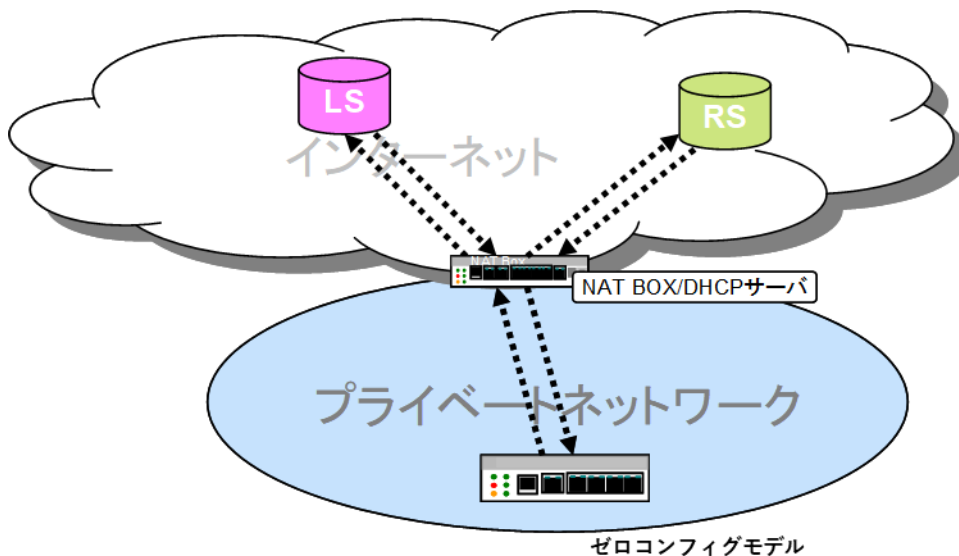 LS
RS
インターネット
NAT Box
NAT BOX/DHCPサーバ
プライベートネットワーク
ゼロコンフィグモデル